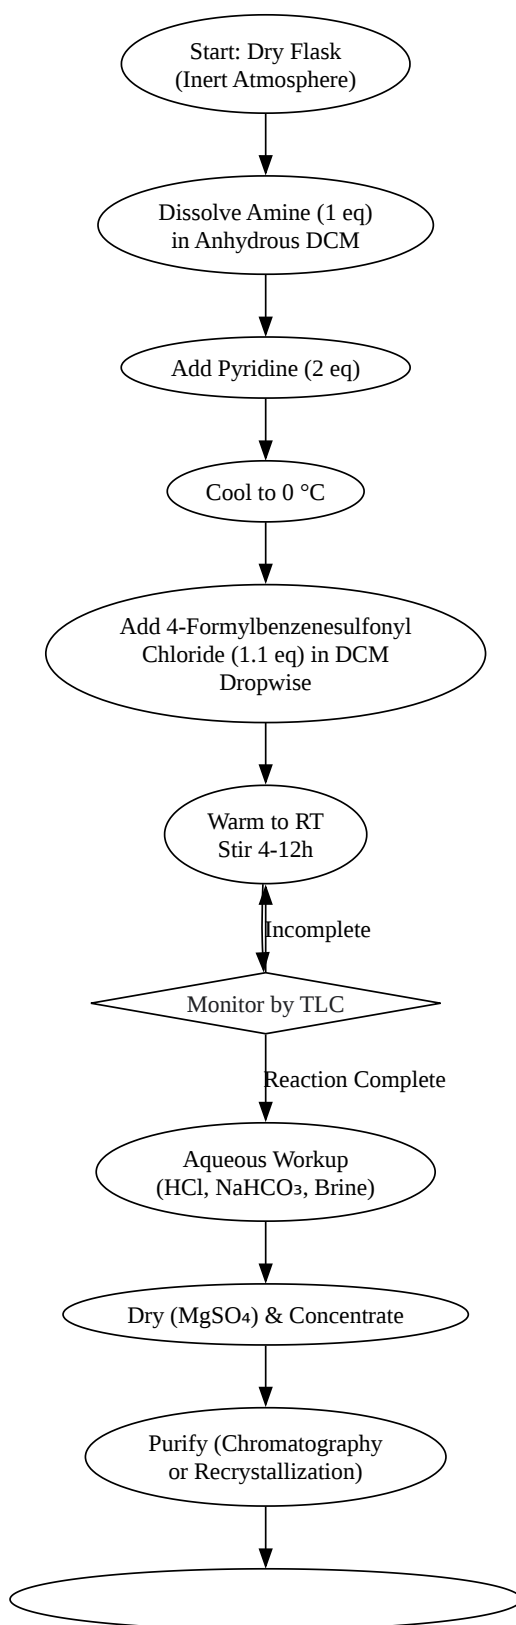 Start: Dry Flask
(Inert Atmosphere)
Dissolve Amine (1 eq)
in Anhydrous DCM
Add Pyridine (2 eq)
Cool to 0 °C
Add 4-Formylbenzenesulfonyl
Chloride (1.1 eq) in DCM
Dropwise
Warm to RT
Stir 4-12h
Incomplete
Monitor by TLC
Reaction Complete
Aqueous Workup
(HCl, NaHCO₃, Brine)
Dry (MgSO₄) & Concentrate
Purify (Chromatography
or Recrystallization)